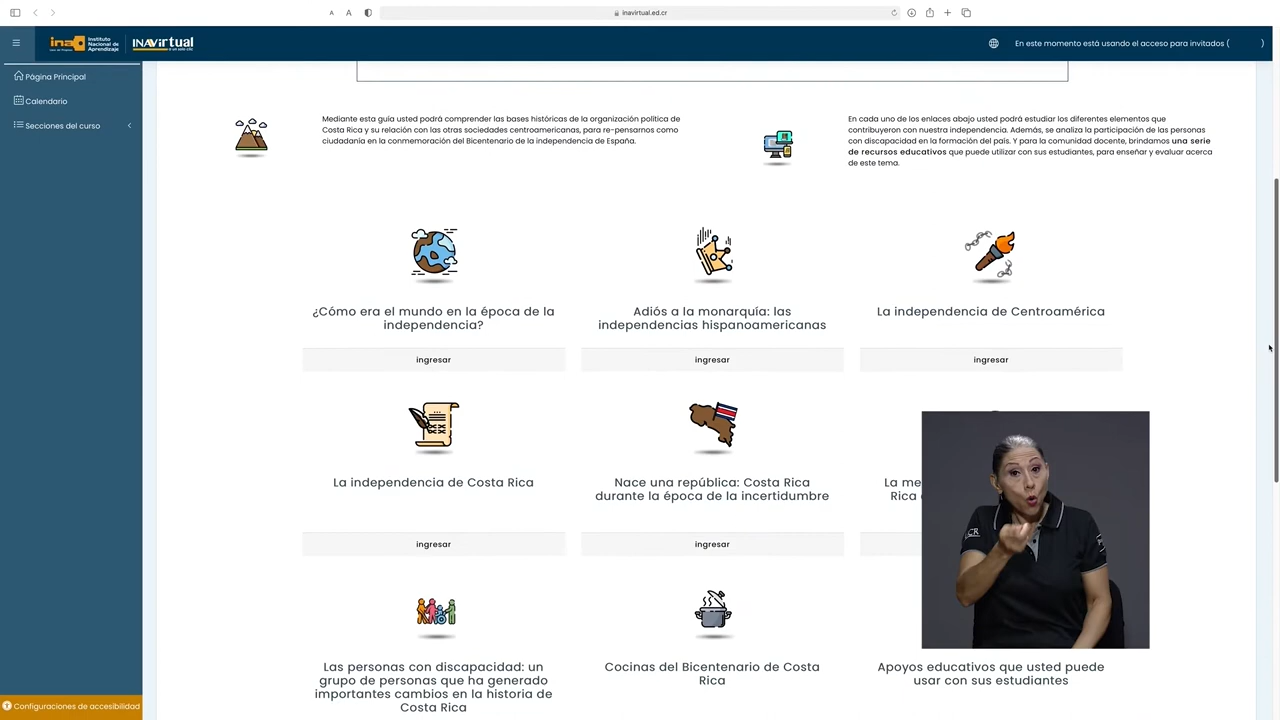 A A
inavirtual.ed.cr
ina Instituto
Nacional de
Aprendizaje
INAVirtual
En este momento está usando el acceso para invitados ( )
Página Principal
Calendario
Secciones del curso
Mediante esta guía usted podrá comprender las bases históricas de la organización política de
Costa Rica y su relación con las otras sociedades centroamericanas, para re-pensarnos como
ciudadanía en la conmemoración del Bicentenario de la independencia de España.
En cada uno de los enlaces abajo usted podrá estudiar los diferentes elementos que
contribuyeron con nuestra independencia. Además, se analiza la participación de las personas
con discapacidad en la formación del país. Y para la comunidad docente, brindamos una serie
de recursos educativos que puede utilizar con sus estudiantes, para enseñar y evaluar acerca
de este tema.
¿Cómo era el mundo en la época de la
independencia?
Adiós a la monarquía: las
independencias hispanoamericanas
La independencia de Centroamérica
ingresar
ingresar
ingresar
La independencia de Costa Rica
Nace una república: Costa Rica
durante la época de la incertidumbre
La me
Rica (
ingresar
ingresar
Las personas con discapacidad: un
grupo de personas que ha generado
importantes cambios en la historia de
Costa Rica
Cocinas del Bicentenario de Costa
Rica
Apoyos educativos que usted puede
usar con sus estudiantes
Configuraciones de accesibilidad